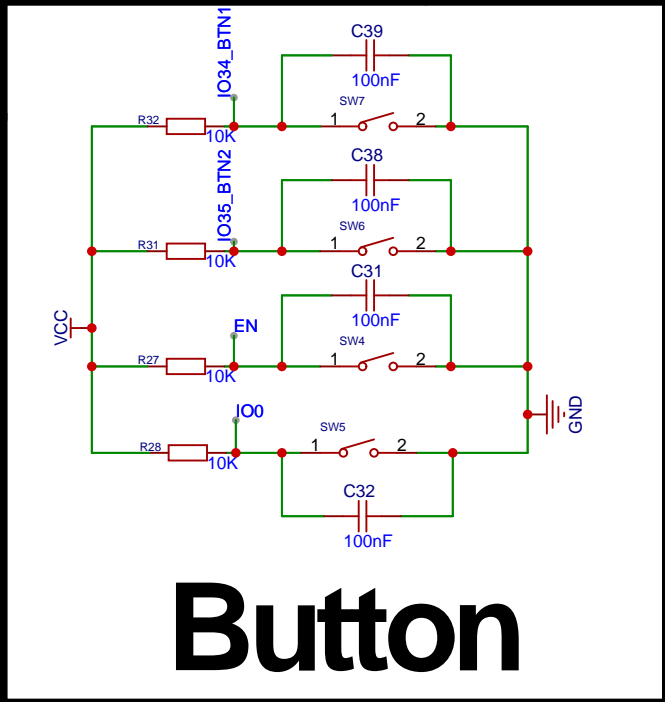 C39
100nF
IO34_BTN1
R32
10K
SW7
1
2
C38
100nF
IO35_BTN2
R31
10K
SW6
1
2
C31
100nF
VCC
EN
R27
10K
SW4
1
2
GND
IO0
R28
10K
SW5
1
2
C32
100nF
Button